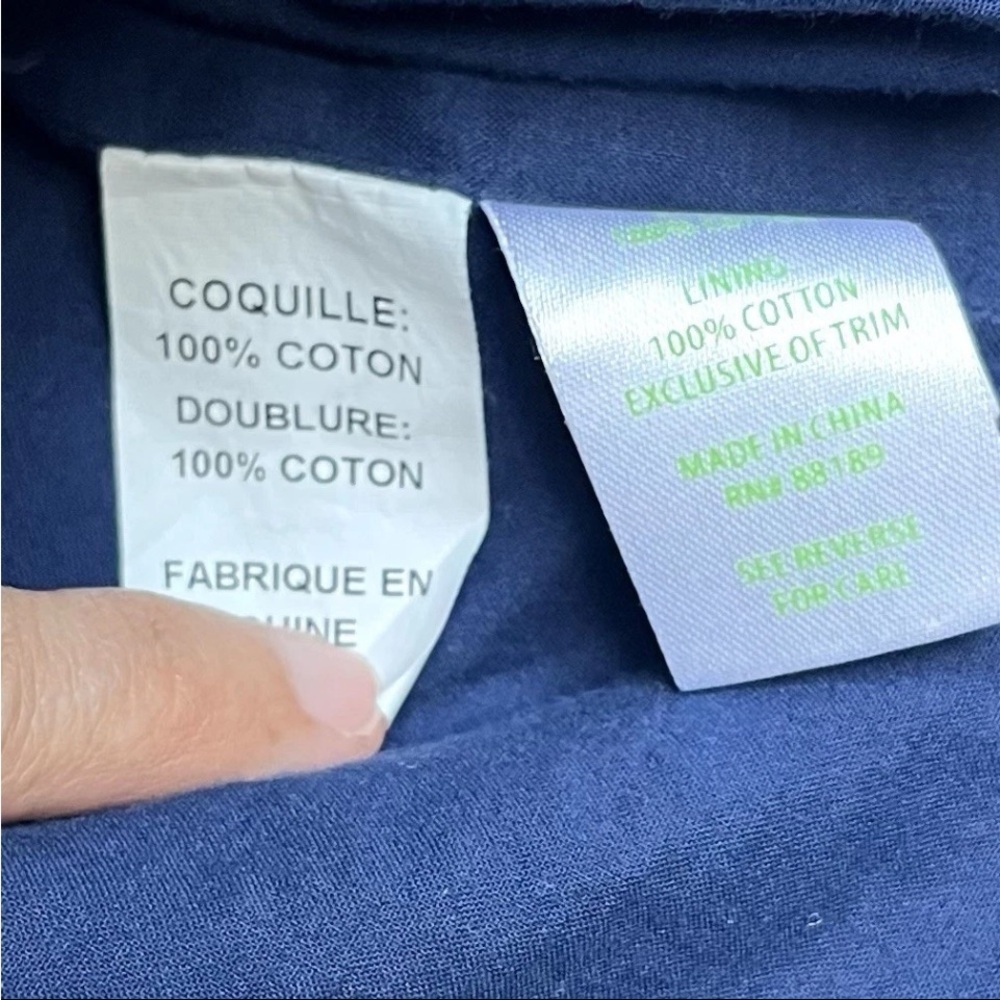 COQUILLE:
100% COTON
DOUBLURE:
100% COTON
FABRIQUE EN
LINING
100% COTTON
EXCLUSIVE OF TRIM
MADE IN CHINA
RN# 88189
SEE REVERSE
FOR CARE